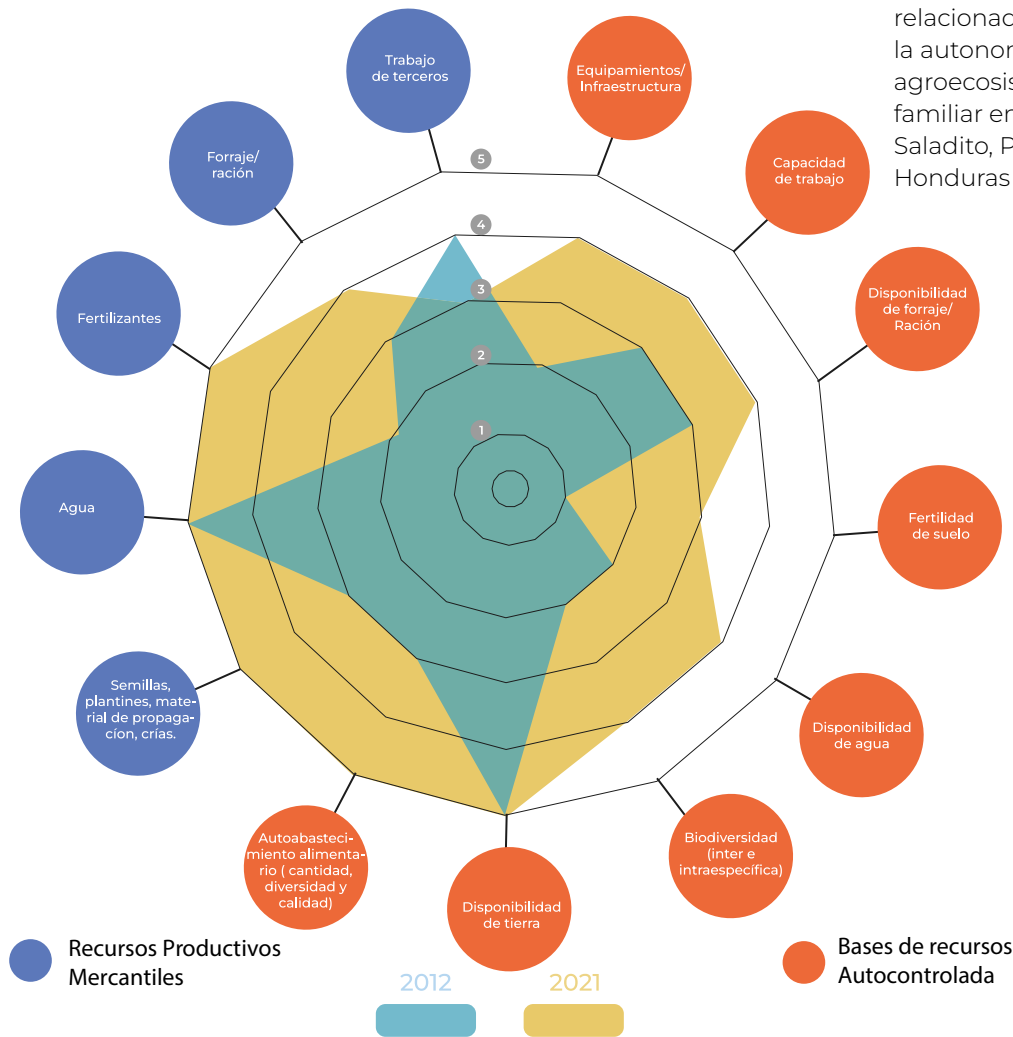 relacionad
la autonor
agroecosis
familiar en
Saladito, P
Honduras
Trabajo
de terceros
Equipamientos/
Infraestructura
Forraje/
ración
Capacidad
de trabajo
Fertilizantes
Disponibilidad
de forraje/
Ración
Agua
Fertilidad
de suelo
Semillas,
plantines, mate-
rial de propaga-
cíon, crías.
Disponibilidad
de agua
Autoabasteci-
miento alimenta-
rio ( cantidad,
diversidad y
calidad)
Disponibilidad
de tierra
Biodiversidad
(inter e
intraespecífica)
5
4
3
2
1
Recursos Productivos
Mercantiles
2012
2021
Bases de recursos
Autocontrolada